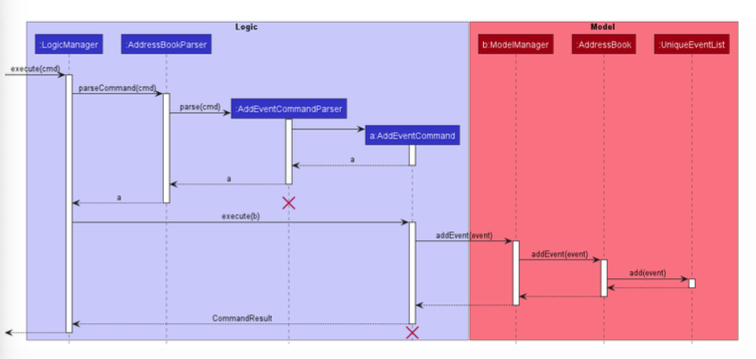 Logic
Model
:LogicManager
:AddressBookParser
b:ModelManager
:AddressBook
:UniqueEventList
execute(cmd)
parseCommand(cmd)
parse(cmd)
:AddEventCommandParser
a:AddEventCommand
a
a
a
execute(b)
addEvent(event)
addEvent(event)
add(event)
CommandResult